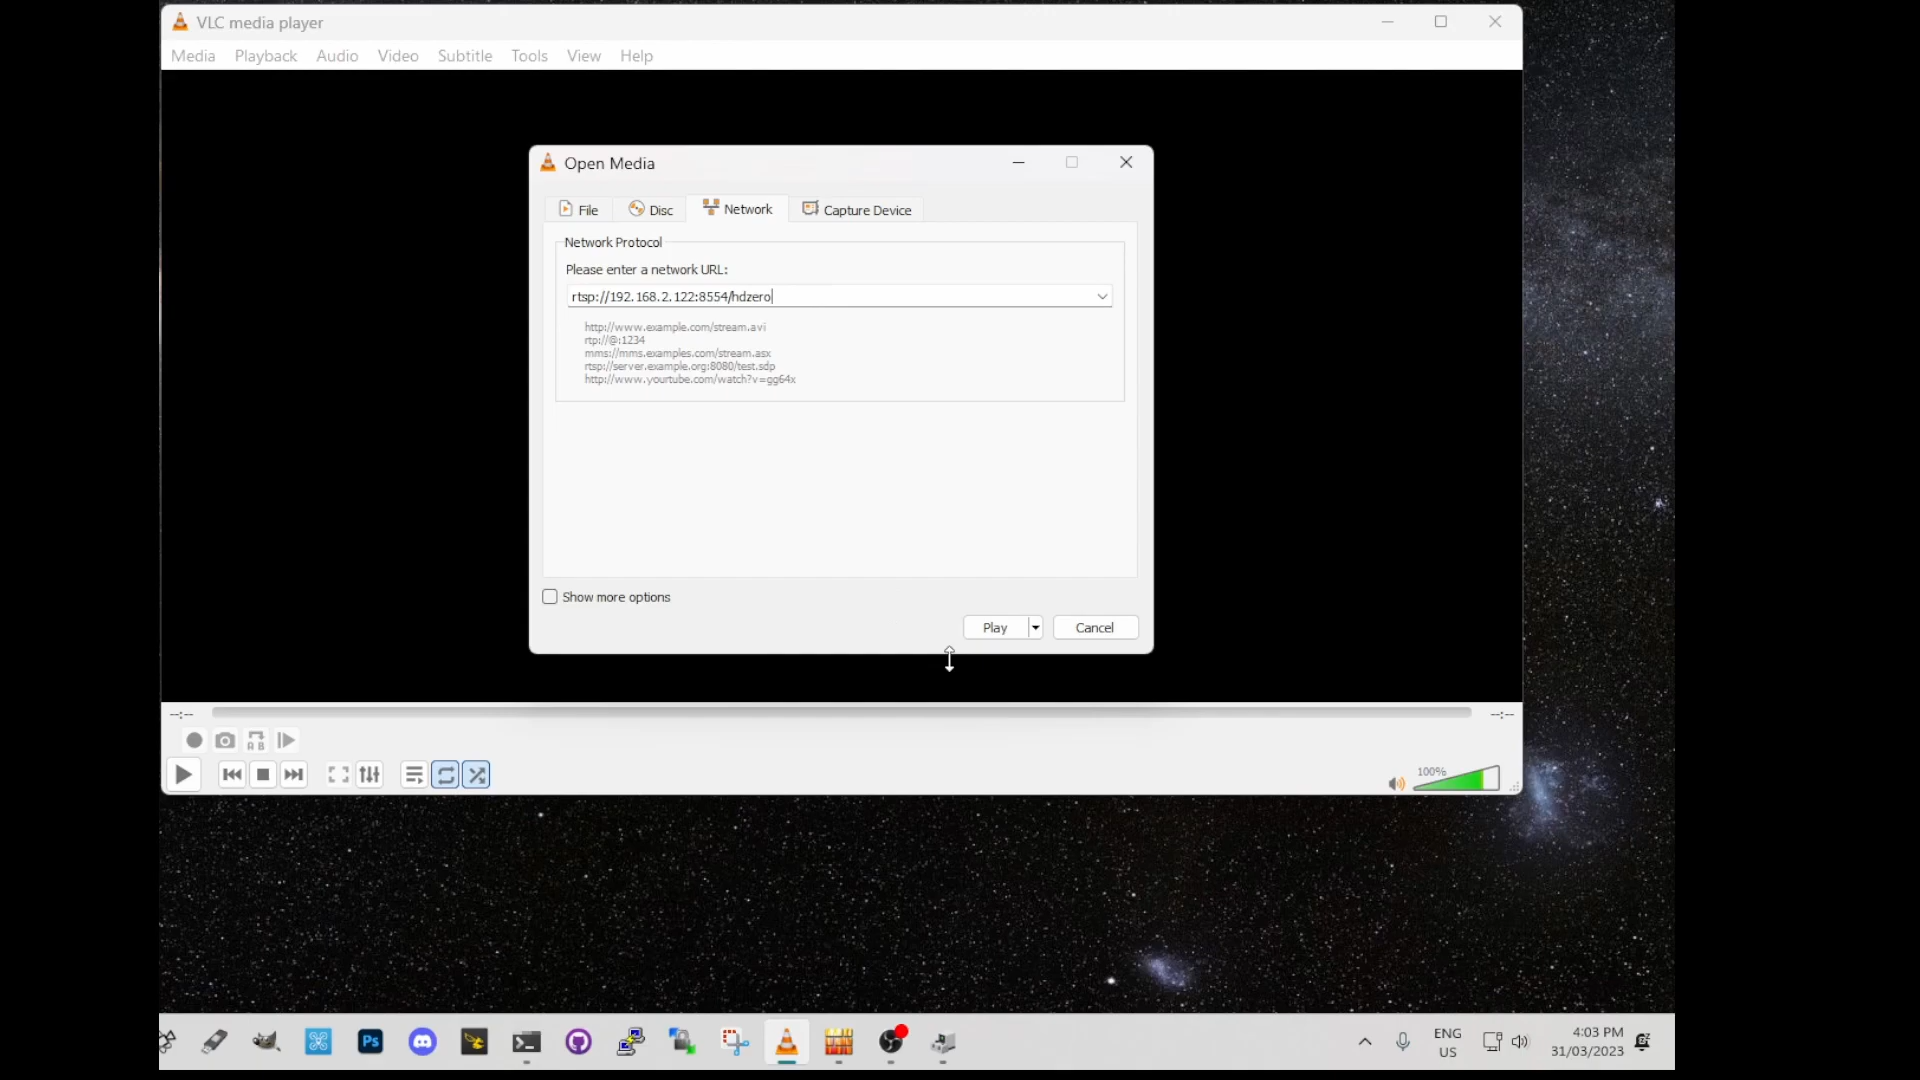 VLC media player
Media Playback Audio Video Subtitle Tools View Help
Open Media
File Disc Network Capture Device
Network Protocol
Please enter a network URL:
rtsp://192.168.2.122:8554/hdzero
http://www.example.com/stream.avi
rtp://@:1234
mms://mms.examples.com/stream.asx
rtsp://server.example.org:8080/test.sdp
http://www.yourtube.com/watch?v=gg64x
Show more options
Play Cancel
--:-- --:--
A B
100%
Ps
ENG
US
4:03 PM
31/03/2023